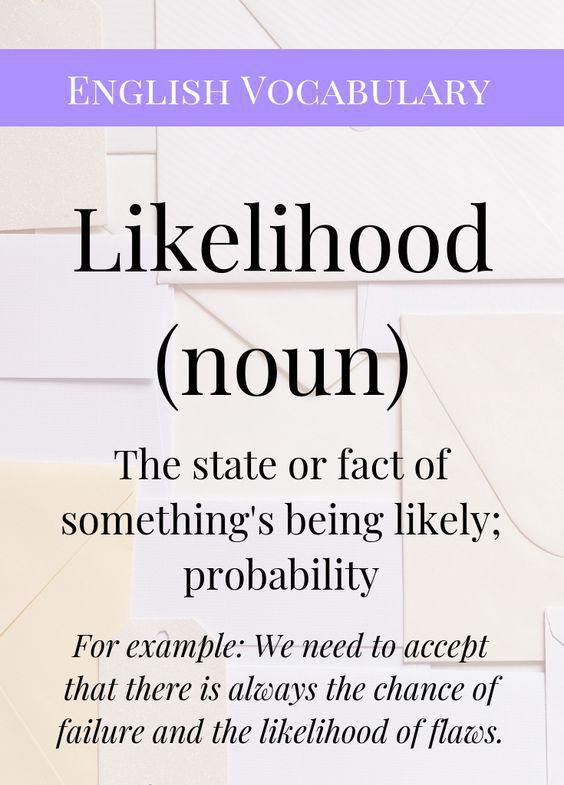 English Vocabulary
Likelihood
(noun)
The state or fact of
something's being likely;
probability
For example: We need to accept
that there is always the chance of
failure and the likelihood of flaws.